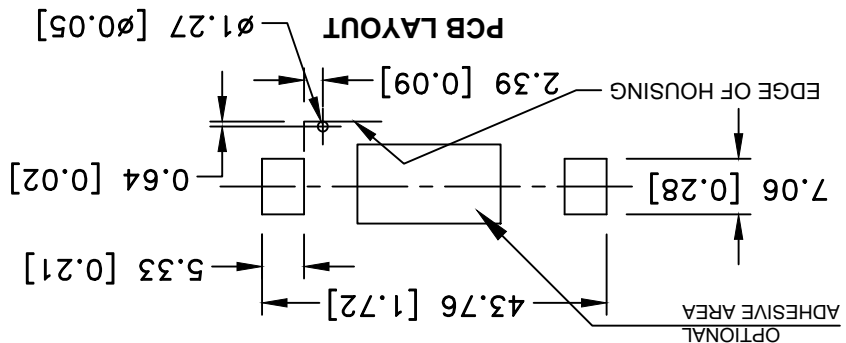 OPTIONAL
ADHESIVE AREA
43.76 [1.72]
5.33 [0.21]
7.06 [0.28]
0.64 [0.02]
EDGE OF HOUSING
2.39 [0.09]
PCB LAYOUT
ø1.27 [ø0.05]